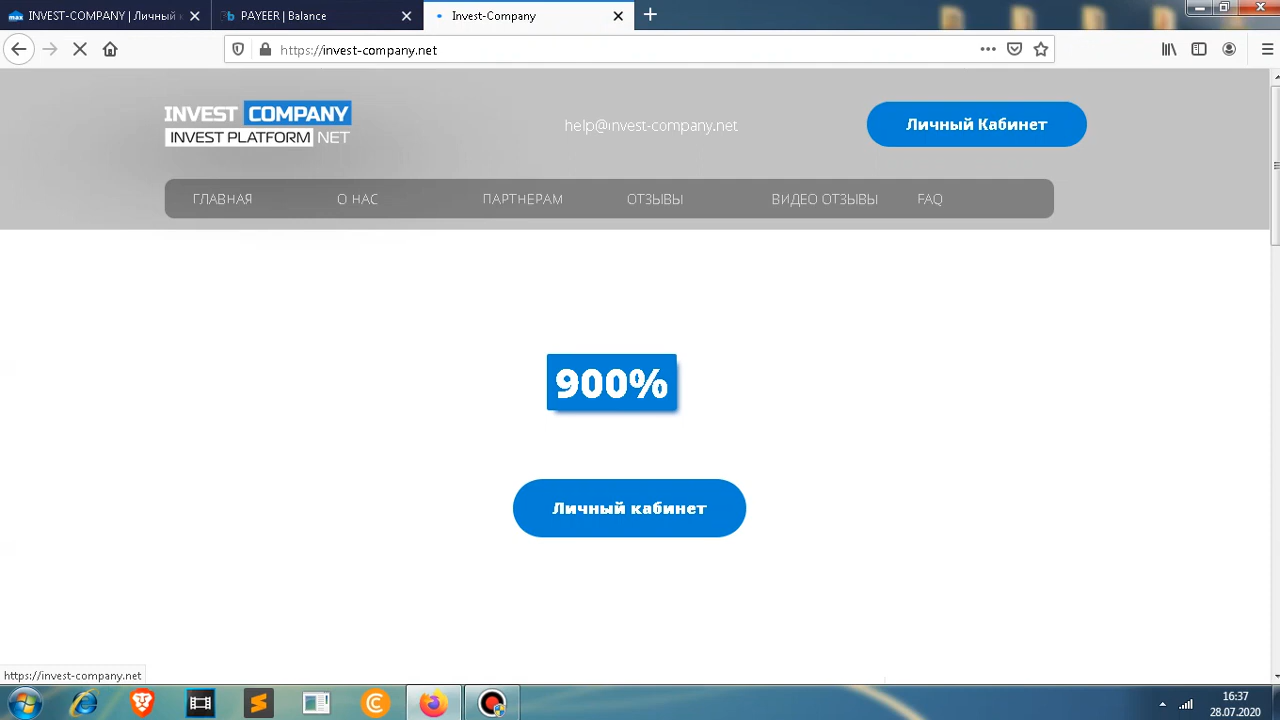 INVEST-COMPANY | Личный
PAYEER | Balance
Invest-Company
https://invest-company.net
INVEST COMPANY
INVEST PLATFORM NET
help@invest-company.net
Личный Кабинет
ГЛАВНАЯ
О НАС
ПАРТНЕРАМ
ОТЗЫВЫ
ВИДЕО ОТЗЫВЫ
FAQ
900%
Личный кабинет
https://invest-company.net
16:37
28.07.2020